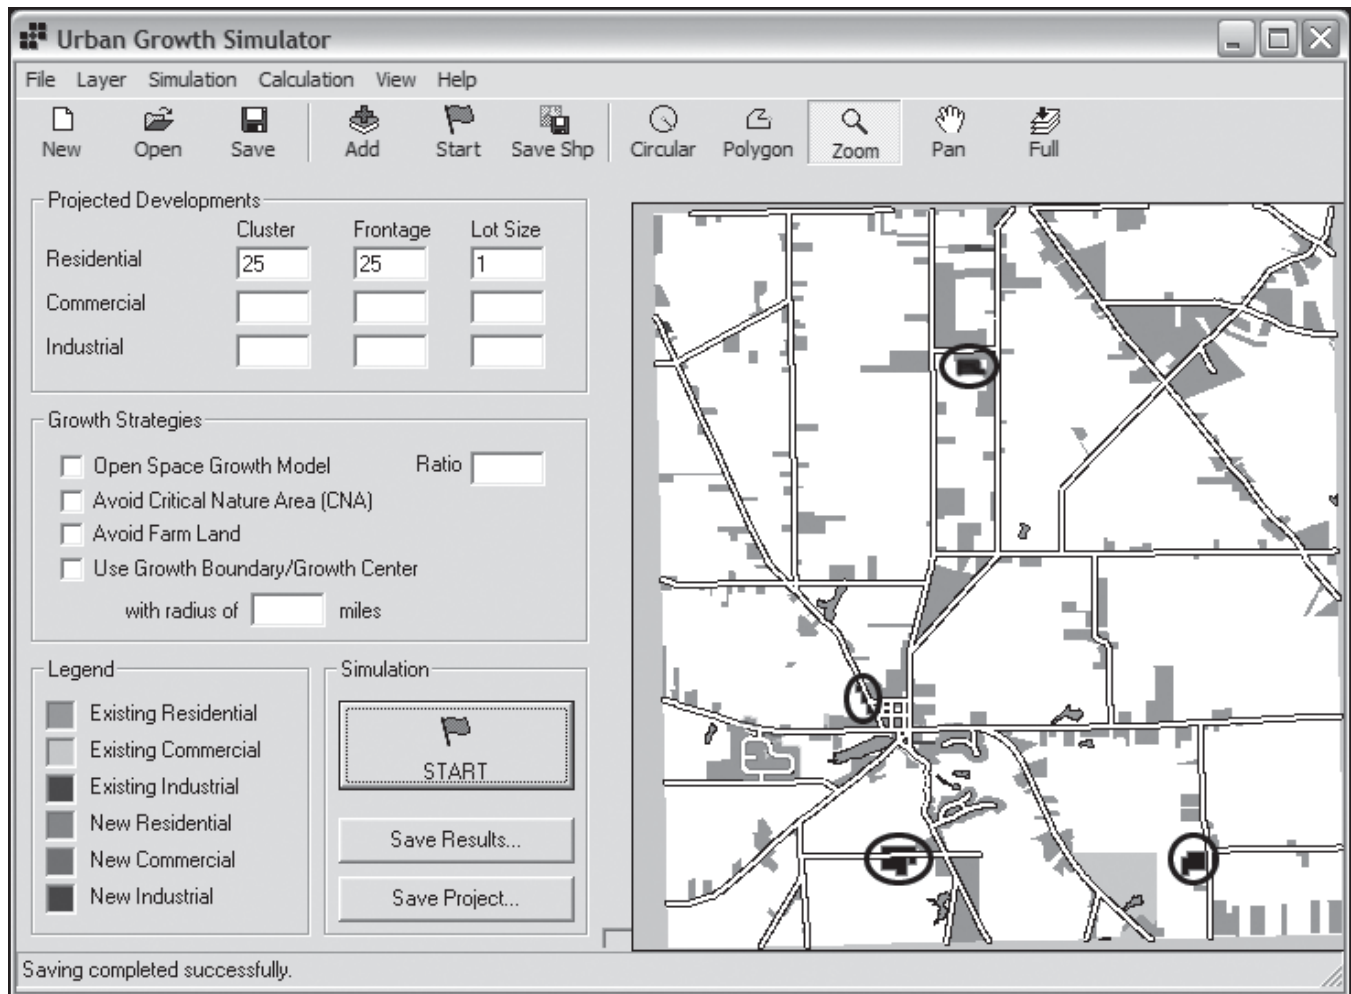 Urban Growth Simulator
File Layer Simulation Calculation View Help
New Open Save Add Start Save Shp Circular Polygon Zoom Pan Full
Projected Developments
Cluster Frontage Lot Size
Residential 25 25 1
Commercial
Industrial
Growth Strategies
Open Space Growth Model Ratio
Avoid Critical Nature Area (CNA)
Avoid Farm Land
Use Growth Boundary/Growth Center
with radius of miles
Legend
Existing Residential
Existing Commercial
Existing Industrial
New Residential
New Commercial
New Industrial
Simulation
START
Save Results...
Save Project...
Saving completed successfully.